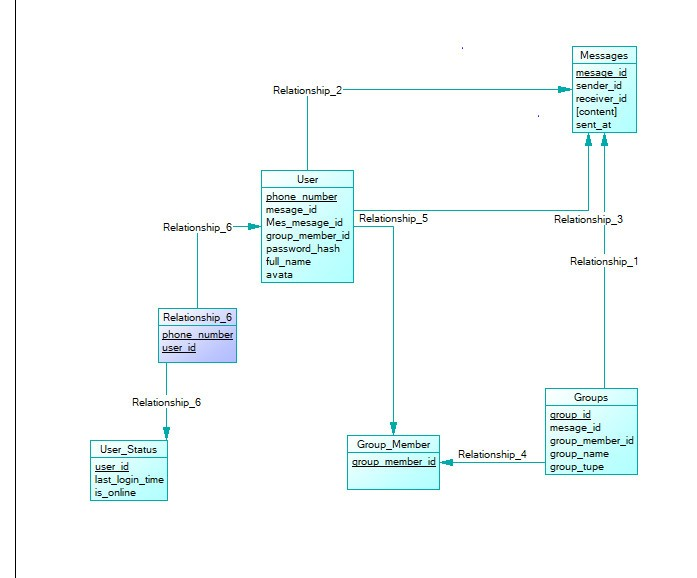 Messages
mesage_id
sender_id
receiver_id
[content]
sent_at
Relationship_2
User
phone_number
mesage_id
Mes_mesage_id
group_member_id
password_hash
full_name
avata
Relationship_5
Relationship_3
Relationship_6
Relationship_1
Relationship_6
phone_number
user_id
Relationship_6
Groups
group_id
mesage_id
group_member_id
group_name
group_tupe
User_Status
user_id
last_login_time
is_online
Group_Member
group_member_id
Relationship_4